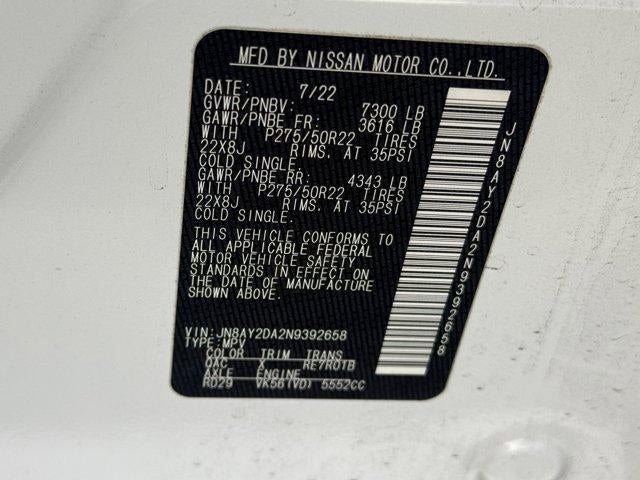 MFD BY NISSAN MOTOR CO.,LTD.
DATE: 7/22
GVWR/PNBV: 7300 LB
GAWR/PNBE FR: 3616 LB
WITH P275/50R22 TIRES
22X8J RIMS. AT 35PSI
COLD SINGLE.
GAWR/PNBE RR: 4343 LB
WITH P275/50R22 TIRES
22X8J RIMS. AT 35PSI
COLD SINGLE.
THIS VEHICLE CONFORMS TO
ALL APPLICABLE FEDERAL
MOTOR VEHICLE SAFETY
STANDARDS IN EFFECT ON
THE DATE OF MANUFACTURE
SHOWN ABOVE.
VIN:JN8AY2DA2N9392658
TYPE:MPV
COLOR TRIM TRANS
QAC X RE7R01B
AXLE ENGINE
RD29 VK56(VD) 5552CC
JN8AY2DA2N9392658